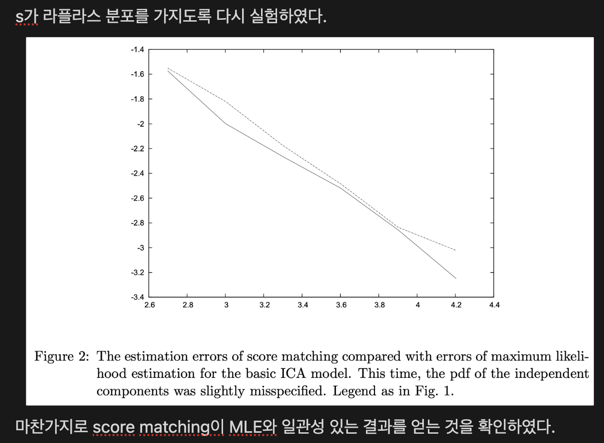 s가 라플라스 분포를 가지도록 다시 실험하였다.
-1.4
-1.6
-1.8
-2
-2.2
-2.4
-2.6
-2.8
-3
-3.2
-3.4
2.6 2.8 3 3.2 3.4 3.6 3.8 4 4.2 4.4
Figure 2: The estimation errors of score matching compared with errors of maximum likeli-
hood estimation for the basic ICA model. This time, the pdf of the independent
components was slightly misspecified. Legend as in Fig. 1.
마찬가지로 score matching이 MLE와 일관성 있는 결과를 얻는 것을 확인하였다.